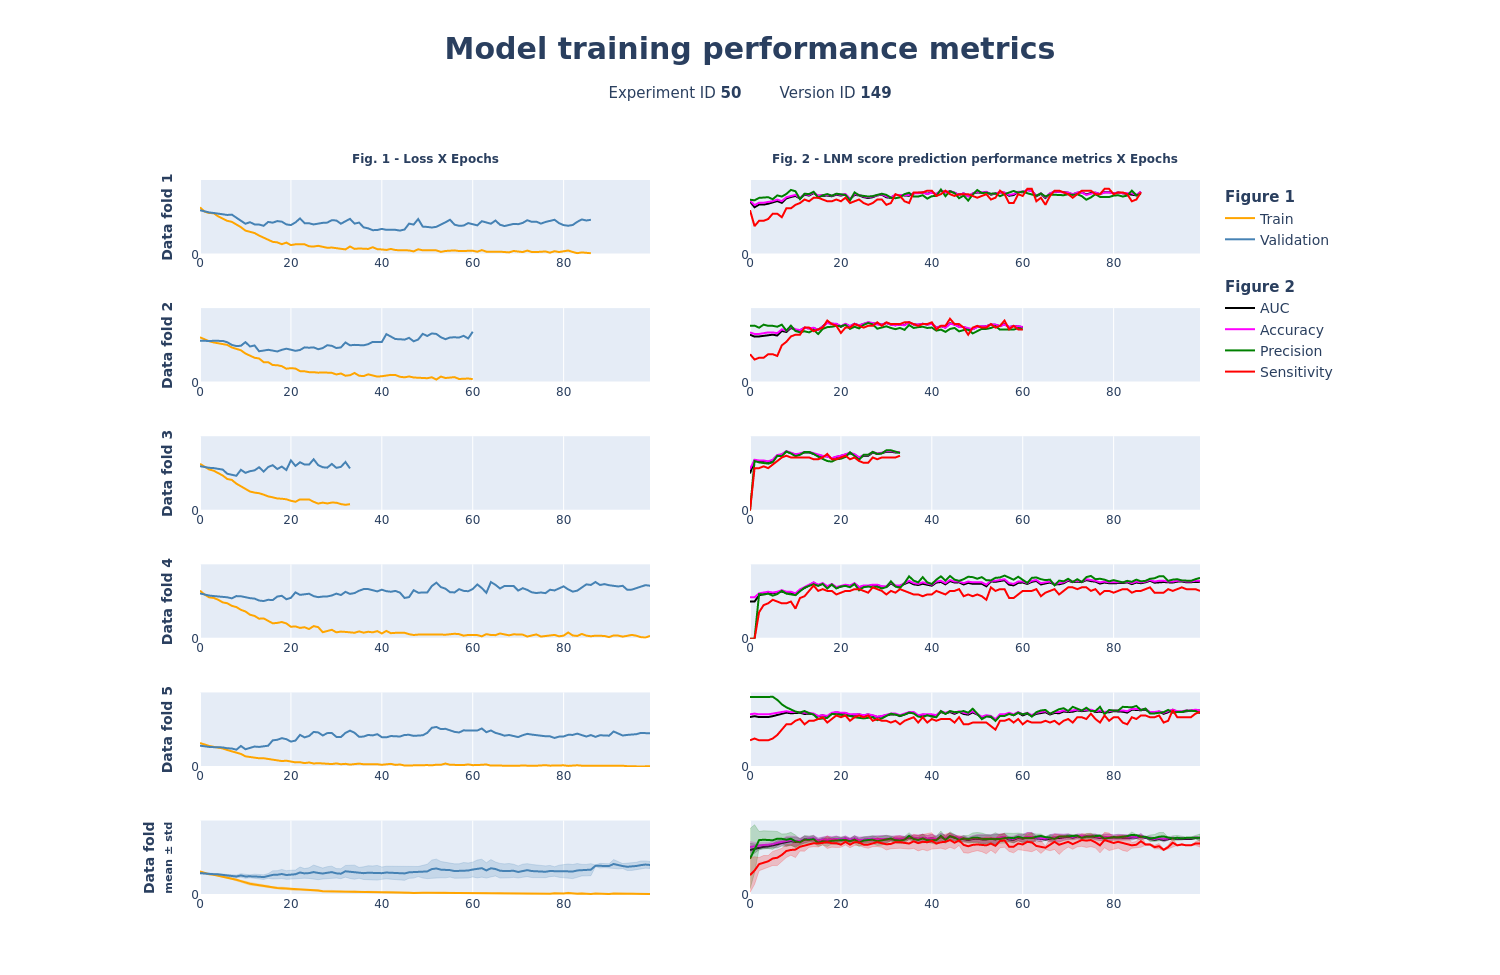 Model training performance metrics
Experiment ID 50 Version ID 149
Fig. 1 - Loss X Epochs
Fig. 2 - LNM score prediction performance metrics X Epochs
Data fold 1
0
0 20 40 60 80
0
0 20 40 60 80
Figure 1
Train
Validation
Figure 2
AUC
Accuracy
Precision
Sensitivity
Data fold 2
0
0 20 40 60 80
0
0 20 40 60 80
Data fold 3
0
0 20 40 60 80
0
0 20 40 60 80
Data fold 4
0
0 20 40 60 80
0
0 20 40 60 80
Data fold 5
0
0 20 40 60 80
0
0 20 40 60 80
Data fold
mean ± std
0
0 20 40 60 80
0
0 20 40 60 80